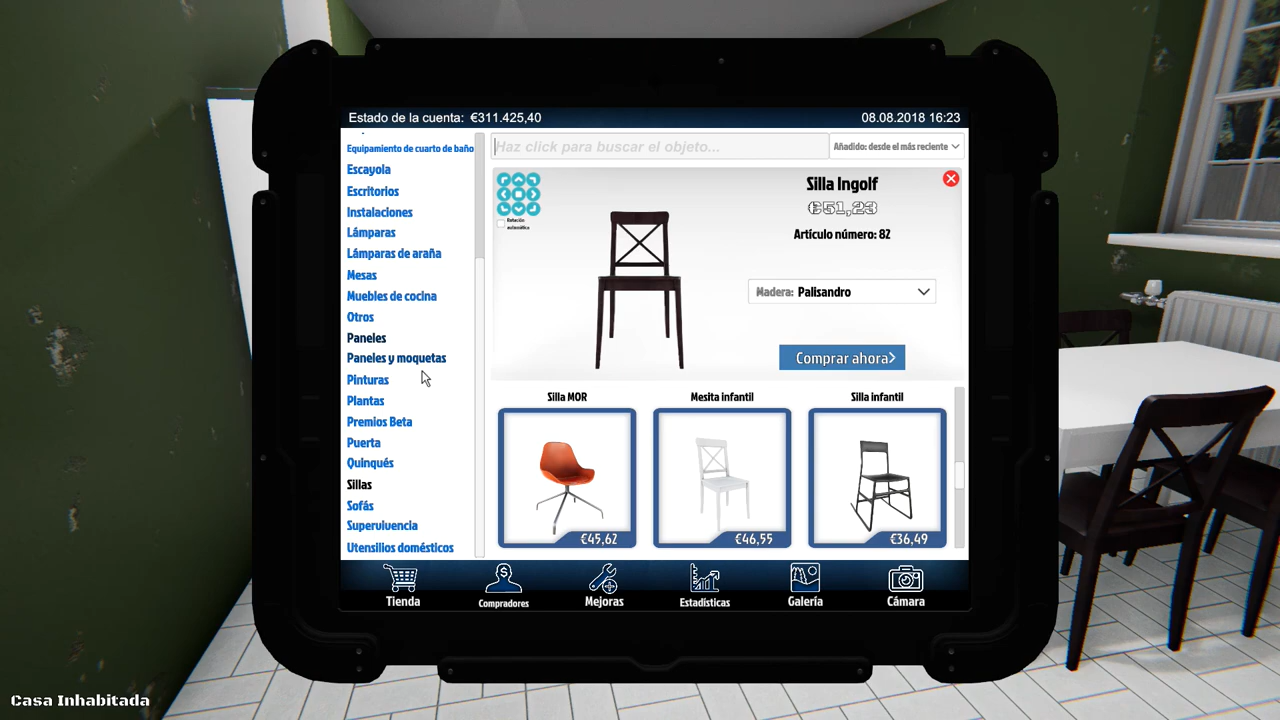 Estado de la cuenta: €311.425,40
08.08.2018 16:23
Equipamiento de cuarto de baño
Escayola
Escritorios
Instalaciones
Lámparas
Lámparas de araña
Mesas
Muebles de cocina
Otros
Paneles
Paneles y moquetas
Pinturas
Plantas
Premios Beta
Puerta
Quinqués
Sillas
Sofás
Supervivencia
Utensilios domésticos
Haz click para buscar el objeto...
Añadido: desde el más reciente
Rotación
automática
Silla Ingolf
€51,23
Artículo número: 82
Madera: Palisandro
Comprar ahora>
Silla MOR
Mesita infantil
Silla infantil
€45,62
€46,55
€36,49
Tienda
Compradores
Mejoras
Estadísticas
Galería
Cámara
Casa Inhabitada